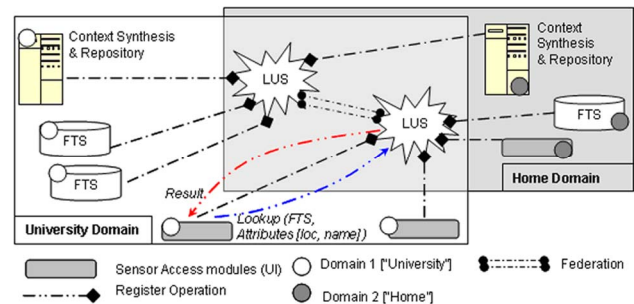 Context Synthesis
& Repository
LUS
Context
Synthesis
& Repository
FTS
FTS
LUS
FTS
Result.
Home Domain
Lookup (FTS,
Attributes {loc, name} )
University Domain
Sensor Access modules (UI)
Domain 1 ["University"]
Federation
Register Operation
Domain 2 ["Home"]